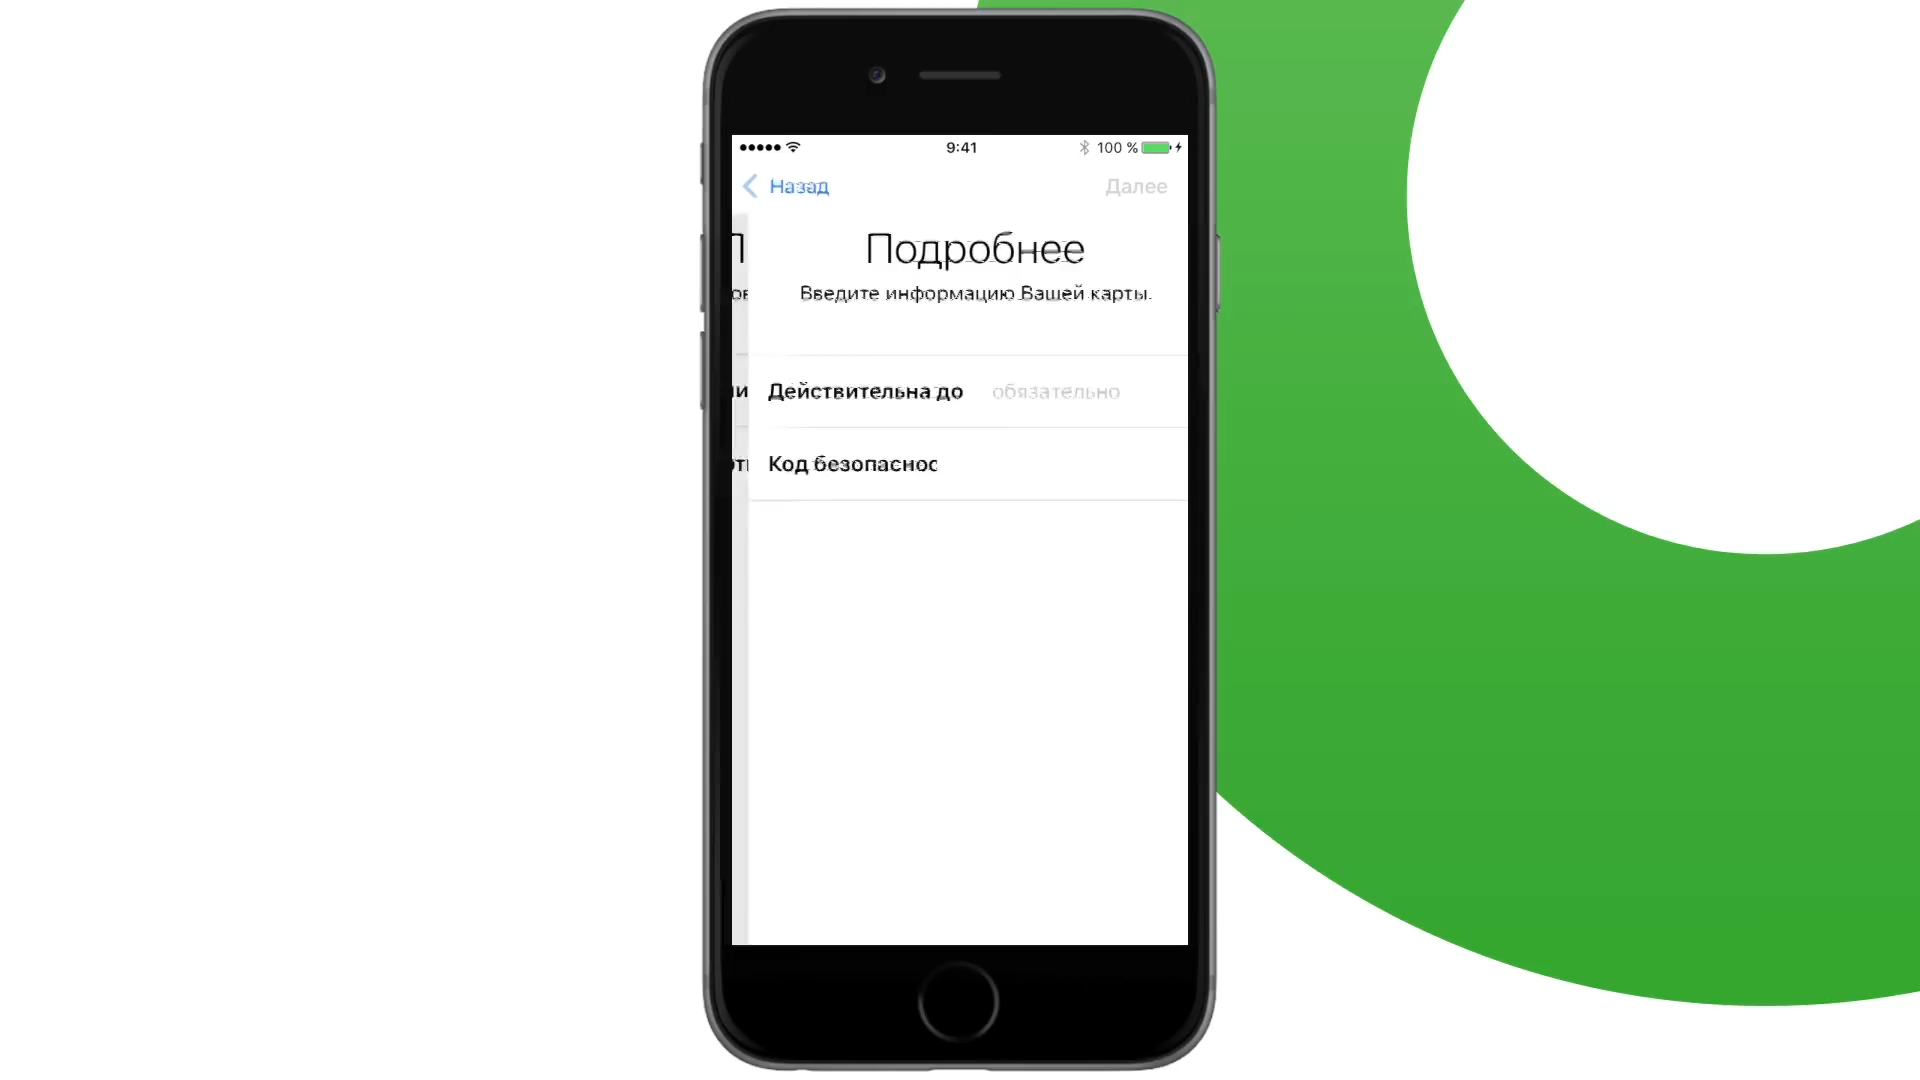 9:41
100 %
Назад
Далее
Подробнее
Введите информацию Вашей карты.
Действительна до обязательно
Код безопаснос